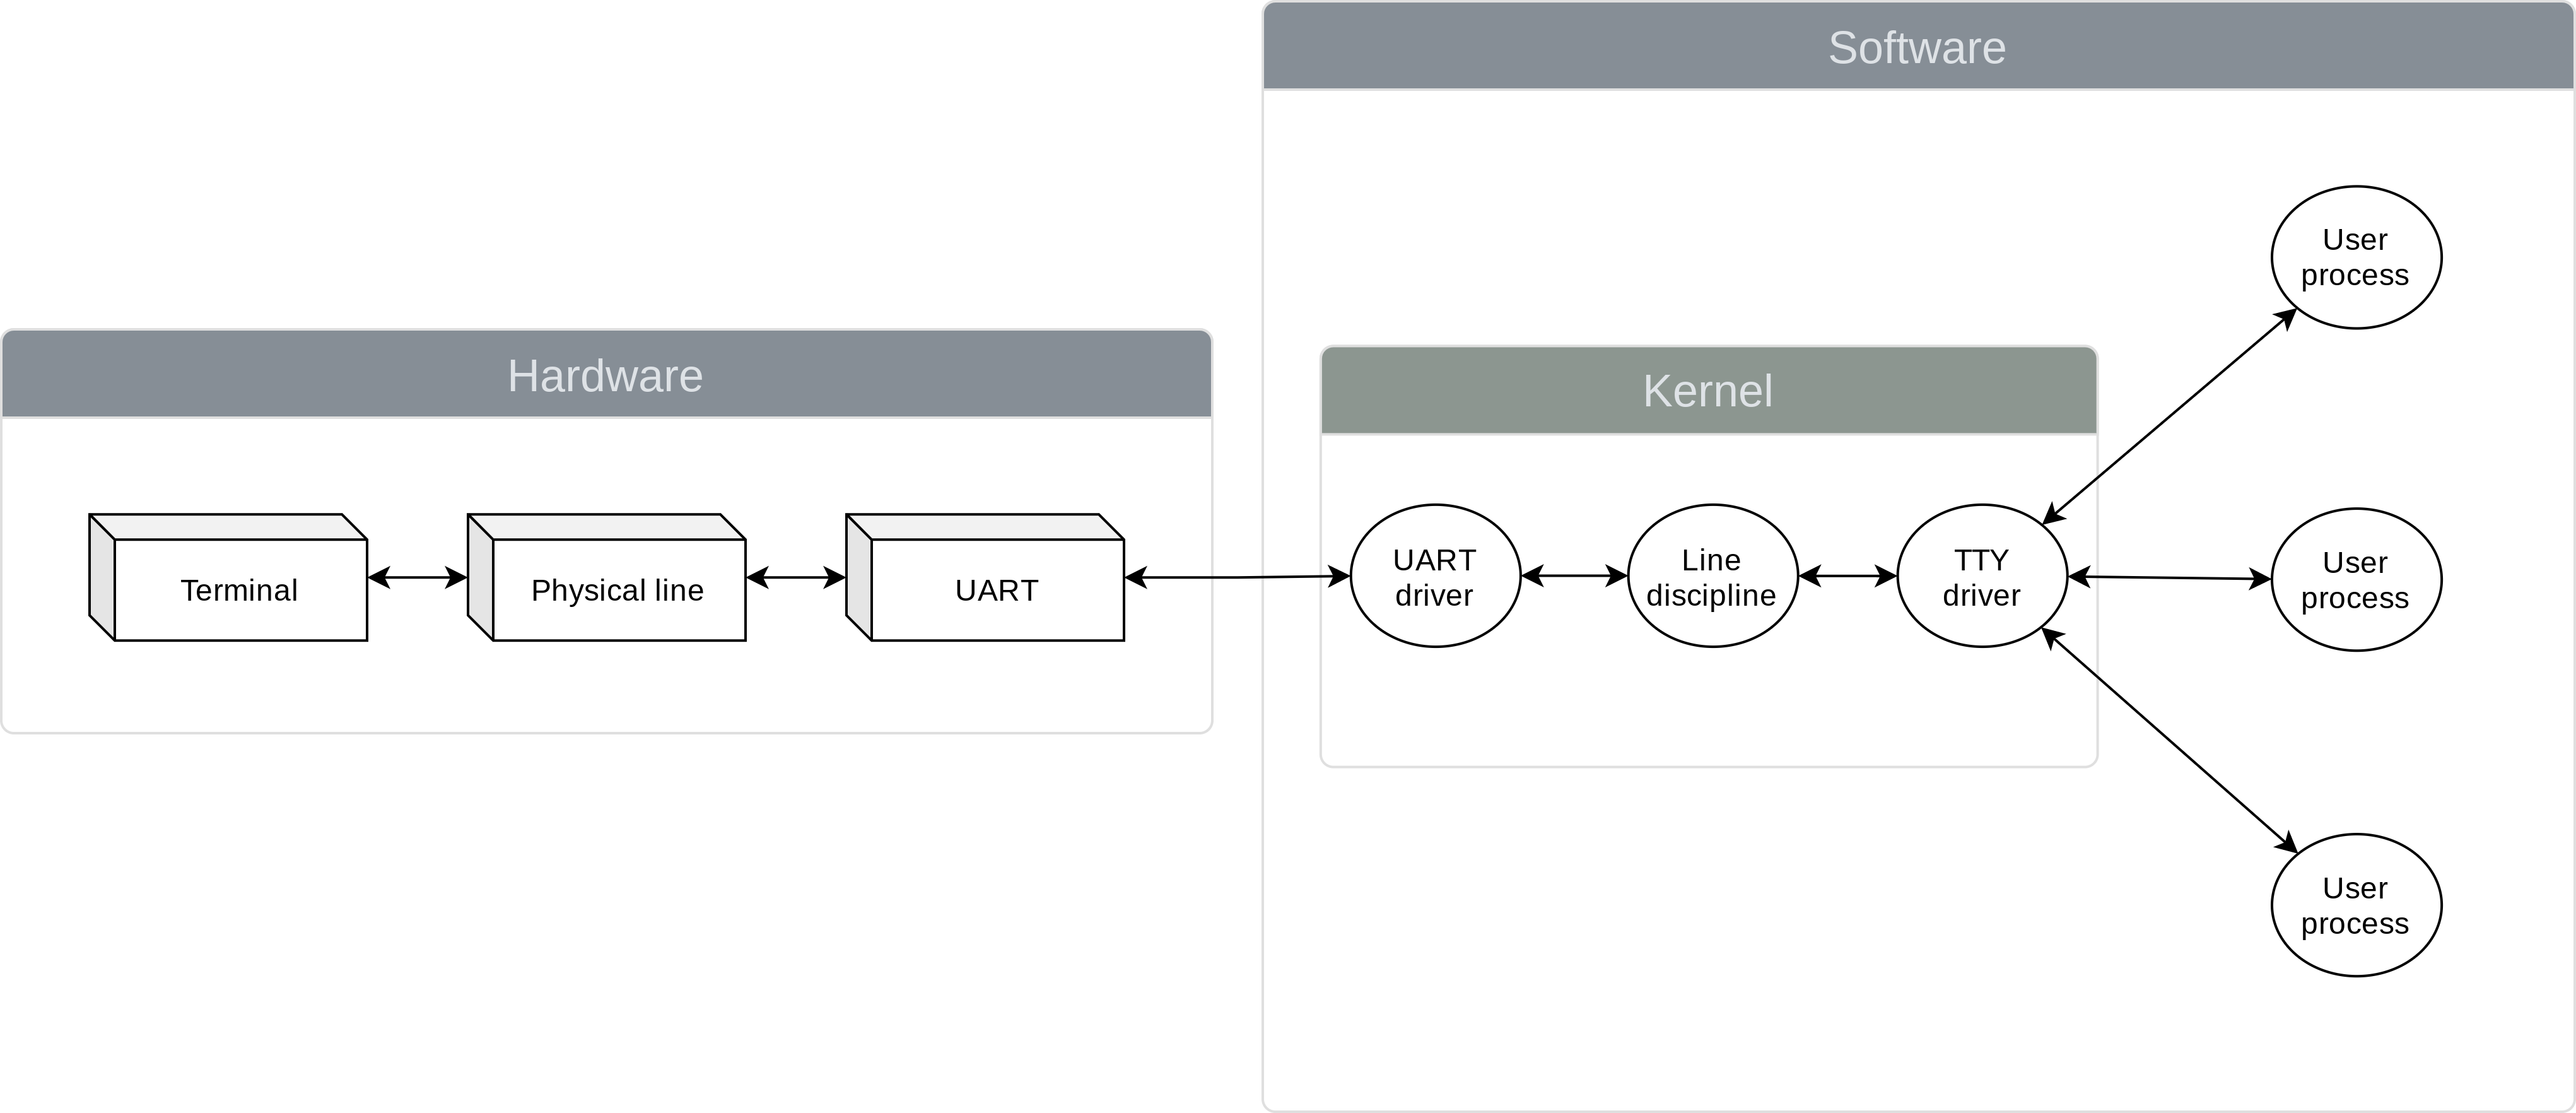 Software
Hardware
Kernel
Terminal
Physical line
UART
UART
driver
Line
discipline
TTY
driver
User
process
User
process
User
process